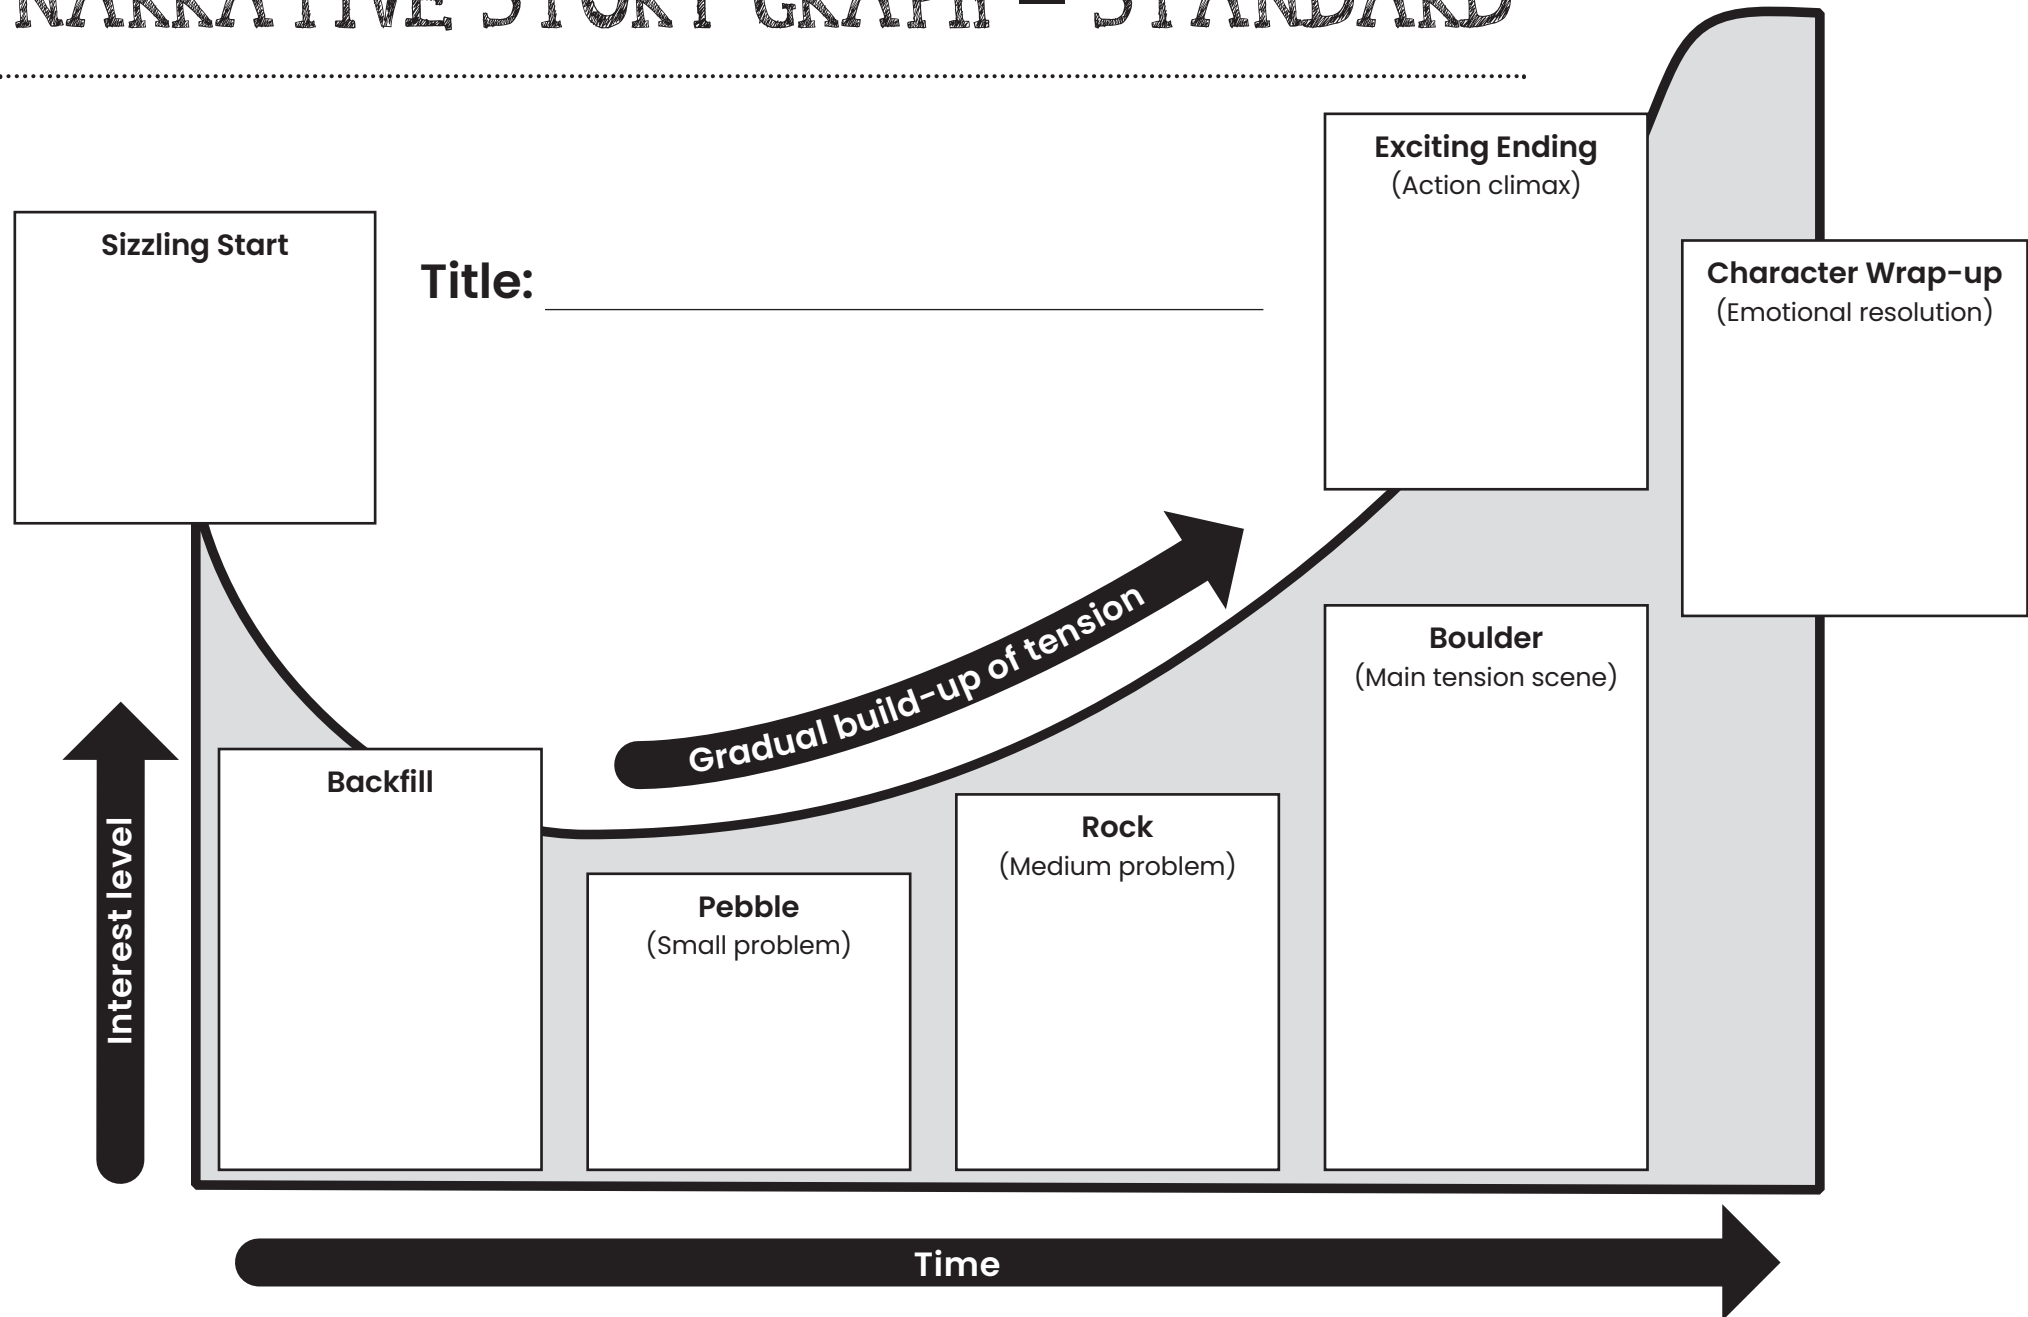 NARRATIVE STORY GRAPH – STANDARD
Sizzling Start
Title:
Exciting Ending
(Action climax)
Character Wrap-up
(Emotional resolution)
Gradual build-up of tension
Boulder
(Main tension scene)
Backfill
Rock
(Medium problem)
Pebble
(Small problem)
Interest level
Time